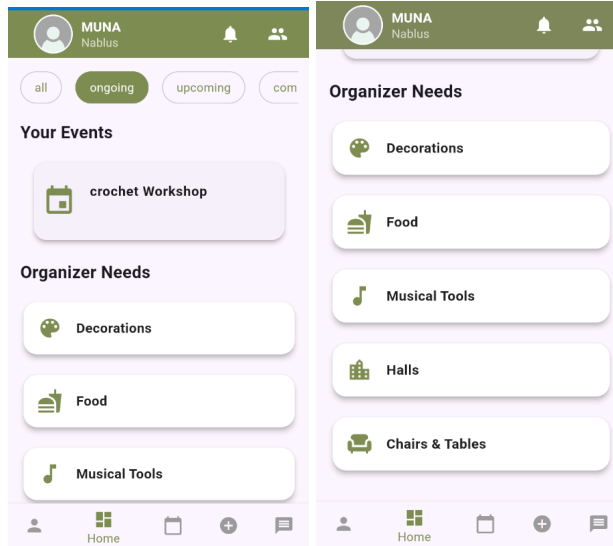 MUNA
Nablus
all
ongoing
upcoming
com
Your Events
crochet Workshop
Organizer Needs
Decorations
Food
Musical Tools
Home
MUNA
Nablus
Organizer Needs
Decorations
Food
Musical Tools
Halls
Chairs & Tables
Home